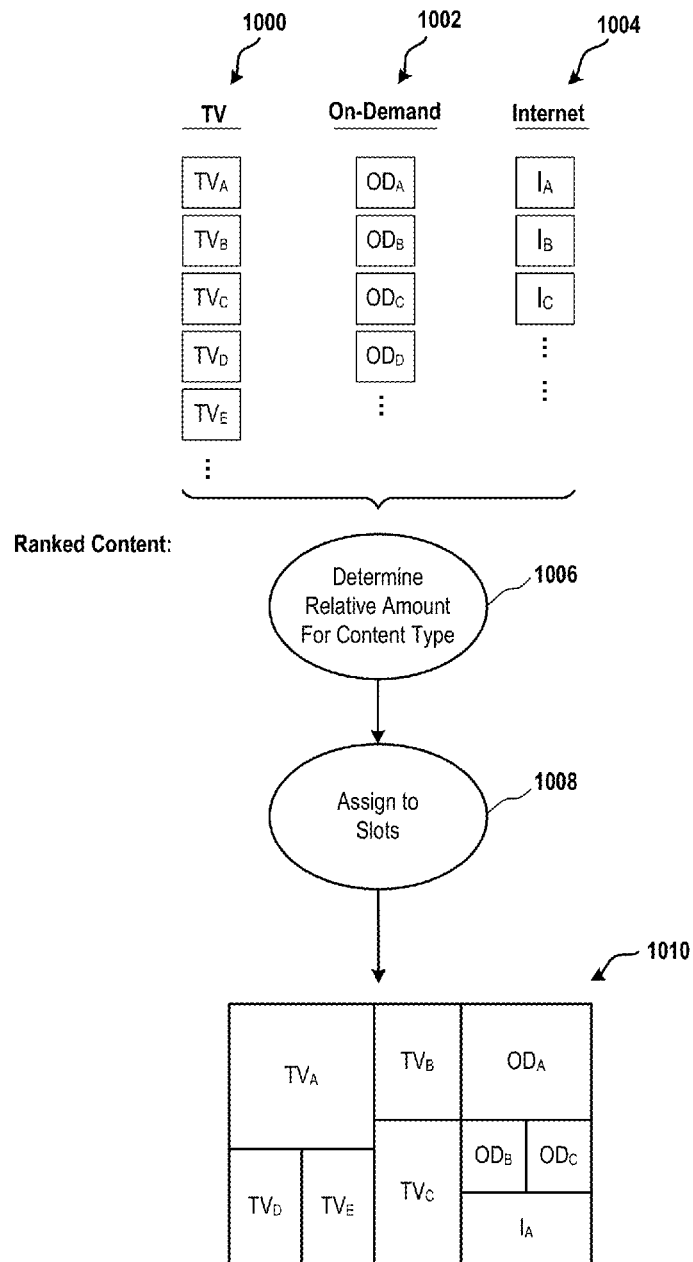 1000 1002 1004
TV On-Demand Internet
TVA ODA IA
TVB ODB IB
TVC ODC IC
TVD ODD
TVE
Ranked Content:
Determine
Relative Amount
For Content Type
1006
Assign to
Slots
1008
1010
TVA TVB ODA
ODB ODC
TVD TVE TVC
IA